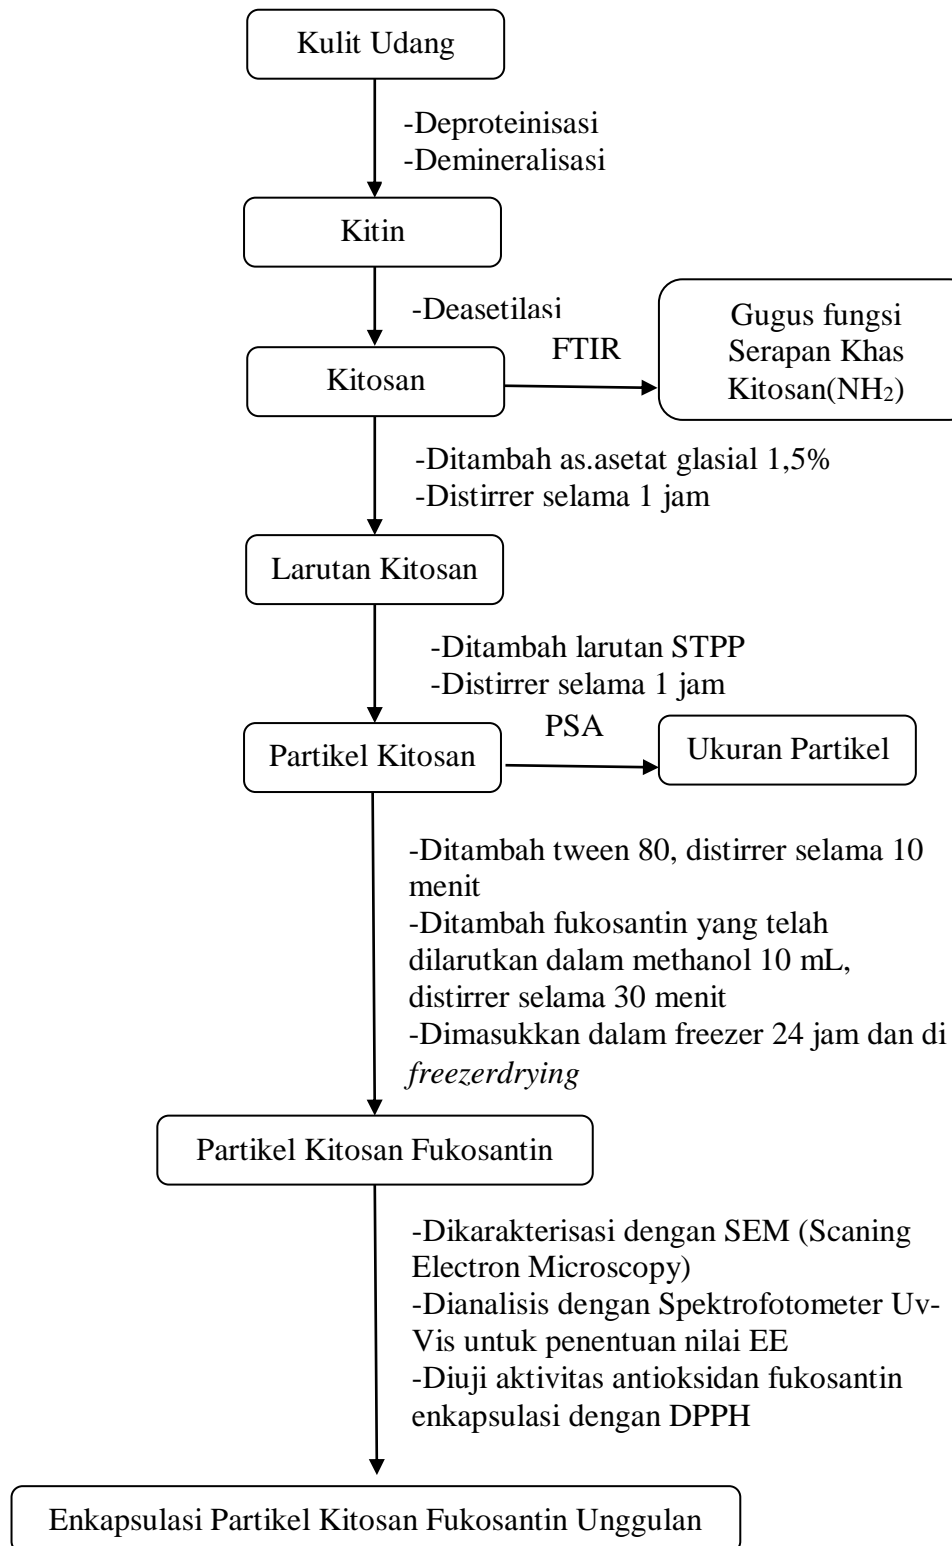 Kulit Udang
-Deproteinisasi
-Demineralisasi
Kitin
-Deasetilasi
FTIR
Gugus fungsi
Serapan Khas
Kitosan(NH₂)
Kitosan
-Ditambah as.asetat glasial 1,5%
-Distirrer selama 1 jam
Larutan Kitosan
-Ditambah larutan STPP
-Distirrer selama 1 jam
PSA
Partikel Kitosan
Ukuran Partikel
-Ditambah tween 80, distirrer selama 10
menit
-Ditambah fukosantin yang telah
dilarutkan dalam methanol 10 mL,
distirrer selama 30 menit
-Dimasukkan dalam freezer 24 jam dan di
freezerdrying
Partikel Kitosan Fukosantin
-Dikarakterisasi dengan SEM (Scaning
Electron Microscopy)
-Dianalisis dengan Spektrofotometer Uv-
Vis untuk penentuan nilai EE
-Diuji aktivitas antioksidan fukosantin
enkapsulasi dengan DPPH
Enkapsulasi Partikel Kitosan Fukosantin Unggulan